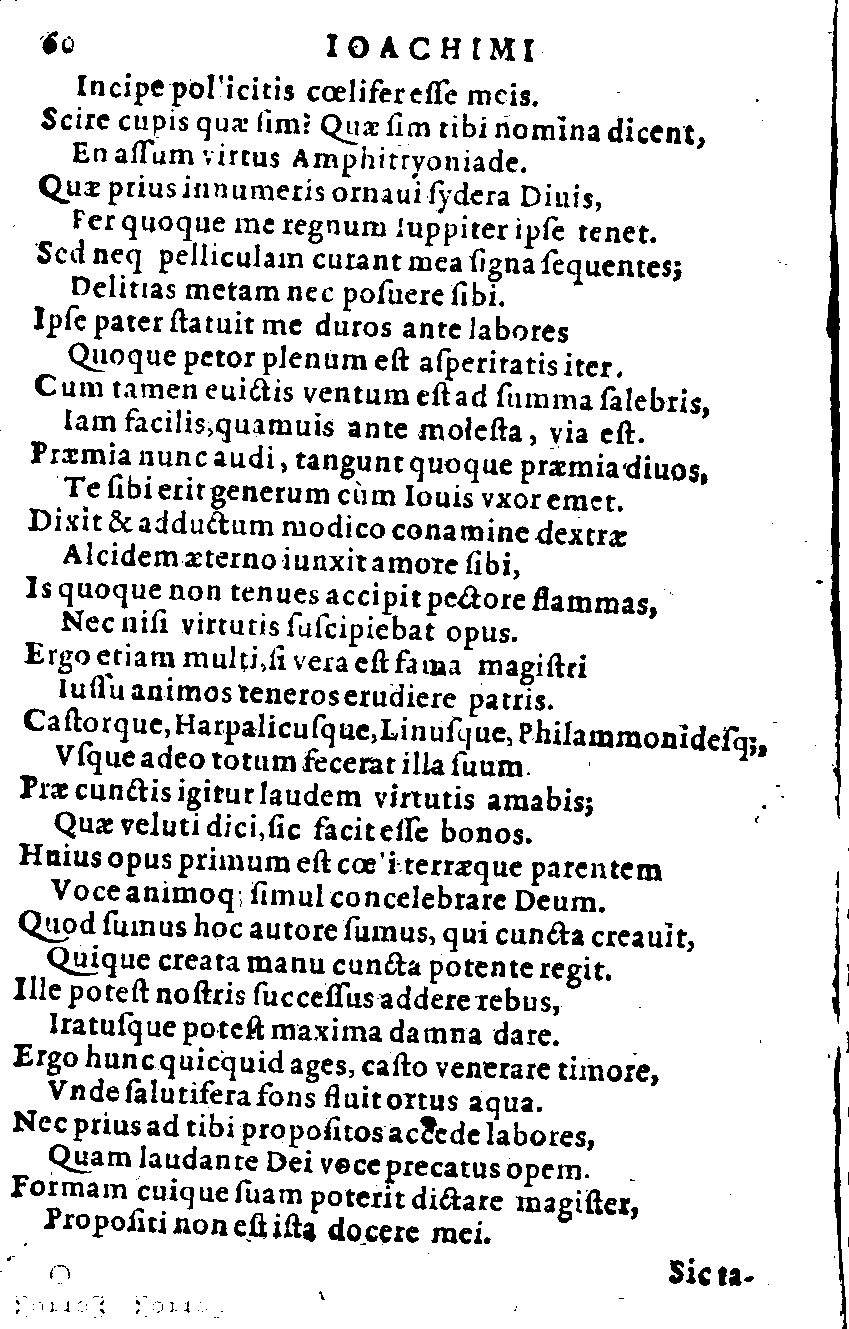 60 IOACHIMI
Incipe pol'icitis cœlifer eſſe meis.
Scire cupis quæ ſim? Quæ ſim tibi nomina dicent,
En aſſum virtus Amphitryoniade.
Quæ prius innumeris ornaui ſydera Diuis,
Per quoque me regnum Iuppiter ipſe tenet.
Sed neq pelliculam curant mea ſigna ſequentes;
Delitias metam nec poſuere ſibi.
Ipſe pater ſtatuit me duros ante labores
Quoque petor plenum eſt aſperitatis iter.
Cum tamen euictis ventum eſt ad ſumma ſalebris,
Iam facilis, quamuis ante moleſta, via eſt.
Præmia nunc audi, tangunt quoque præmia diuos,
Te ſibi erit generum cùm Iouis vxor emet.
Dixit & adductum modico conamine dextræ
Alcidem æterno iunxit amore ſibi,
Is quoque non tenues accipit pectore flammas,
Nec niſi virtutis ſuſcipiebat opus.
Ergo etiam multi, ſi vera eſt fama magiſtri
Iuſſu animos teneros erudiere patris.
Caſtorque, Harpalicuſque, Linuſque, Philammonideſq;,
Vſque adeo totum fecerat illa ſuum.
Præ cunctis igitur laudem virtutis amabis;
Quæ veluti dici, ſic facit eſſe bonos.
Huius opus primum eſt cœ'i terræque parentem
Voce animoq; ſimul concelebrare Deum.
Quod ſumus hoc autore ſumus, qui cuncta creauit,
Quique creata manu cuncta potente regit.
Ille poteſt noſtris ſucceſſus addere rebus,
Iratuſque poteſt maxima damna dare.
Ergo hunc quicquid ages, caſto venerare timore,
Vnde ſalutifera fons fluit ortus aqua.
Nec prius ad tibi propoſitos accede labores,
Quam laudante Dei voce precatus opem.
Formam cuique ſuam poterit dictare magiſter,
Propoſiti non eſt iſta docere mei.
Sic ta-